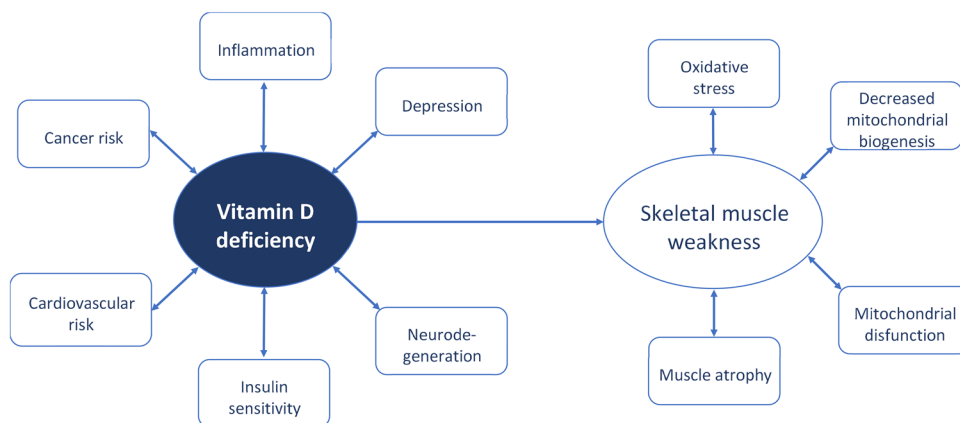 Inflammation
Depression
Cancer risk
Vitamin D
deficiency
Cardiovascular
risk
Insulin
sensitivity
Neurode-
generation
Oxidative
stress
Decreased
mitochondrial
biogenesis
Skeletal muscle
weakness
Mitochondrial
disfunction
Muscle atrophy